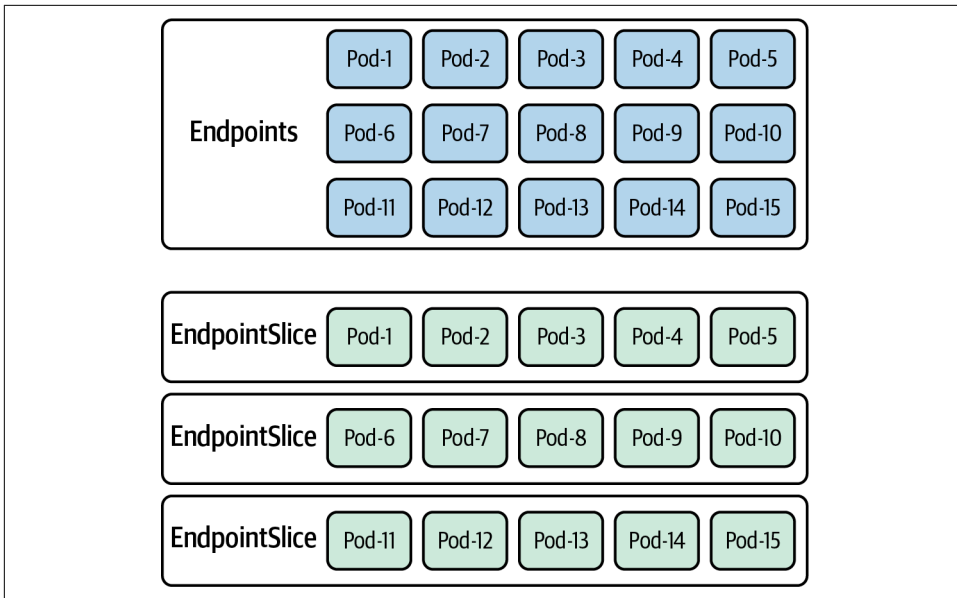 Pod-1 Pod-2 Pod-3 Pod-4 Pod-5
Endpoints Pod-6 Pod-7 Pod-8 Pod-9 Pod-10
Pod-11 Pod-12 Pod-13 Pod-14 Pod-15
EndpointSlice Pod-1 Pod-2 Pod-3 Pod-4 Pod-5
EndpointSlice Pod-6 Pod-7 Pod-8 Pod-9 Pod-10
EndpointSlice Pod-11 Pod-12 Pod-13 Pod-14 Pod-15